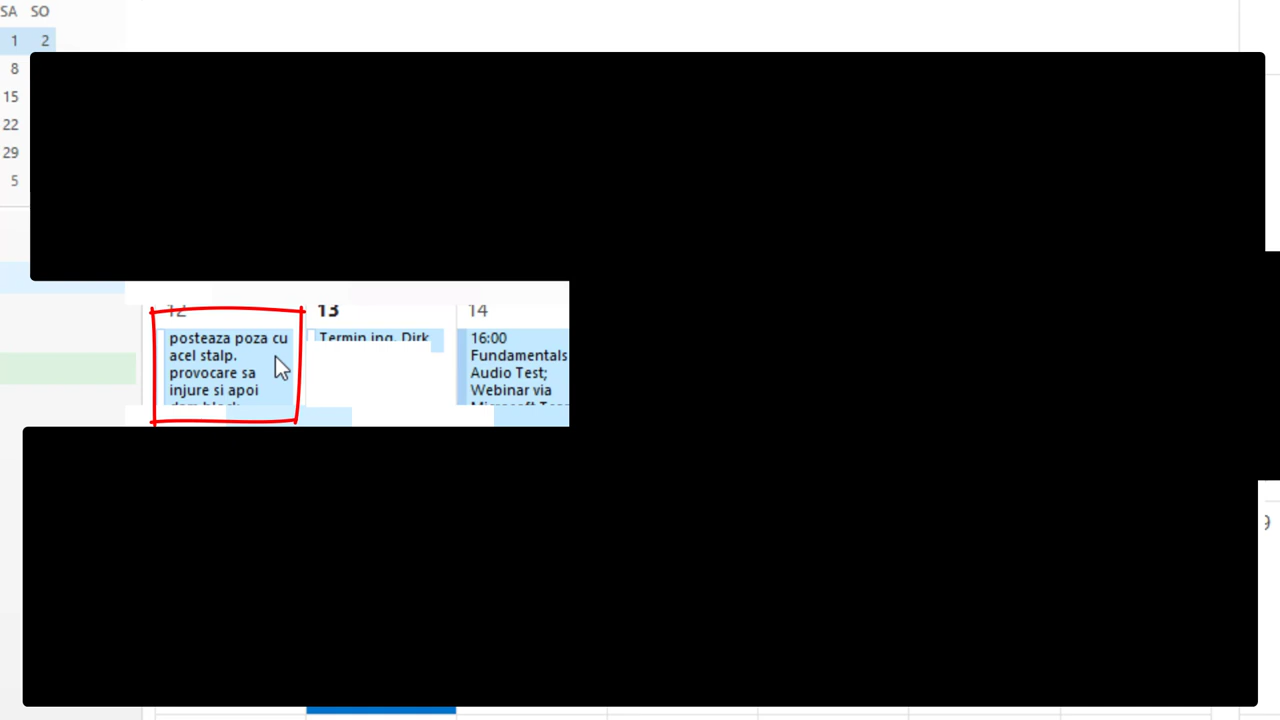 SA SO
1 2
8
15
22
29
5
12 13 14
posteaza poza cu
acel stalp.
provocare sa
injure si apoi
Termin ing. Dirk
16:00
Fundamentals
Audio Test;
Webinar via
9